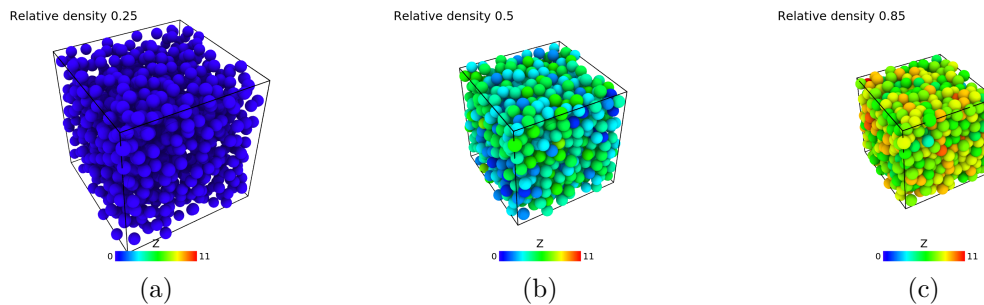 Relative density 0.25
Relative density 0.5
Relative density 0.85
Z
0 11
Z
0 11
Z
0 11
(a)
(b)
(c)